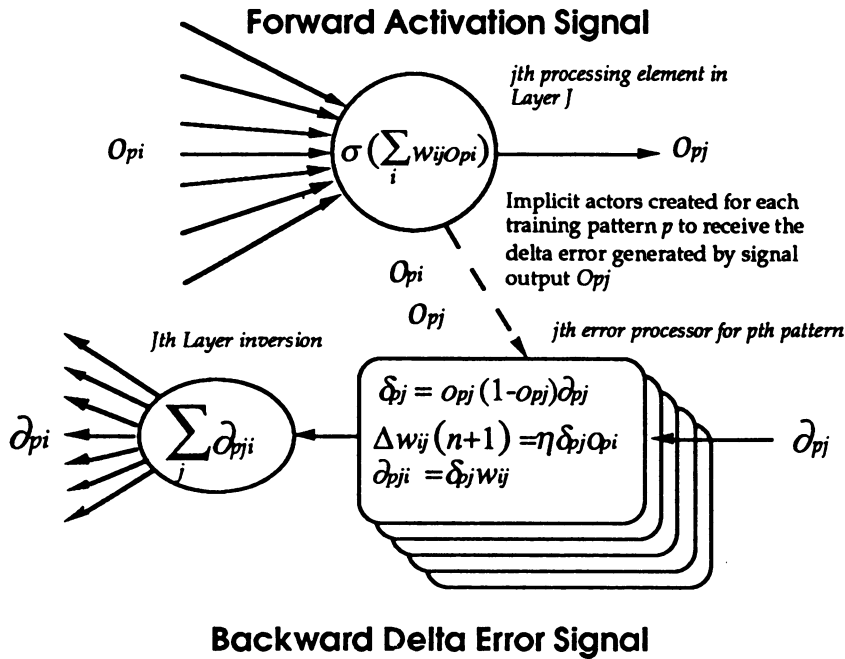 Forward Activation Signal
jth processing element in
Layer J
Opi
σ(∑wijopi)
i
Opj
Implicit actors created for each
training pattern p to receive the
delta error generated by signal
output Opj
Opi
Opj
Jth Layer inversion
jth error processor for pth pattern
∂pi
∑∂pji
j
δpj = opj (1-opj)∂pj
Δwij(n+1) =ηδpjopi
∂pji =δpjwij
∂pj
Backward Delta Error Signal